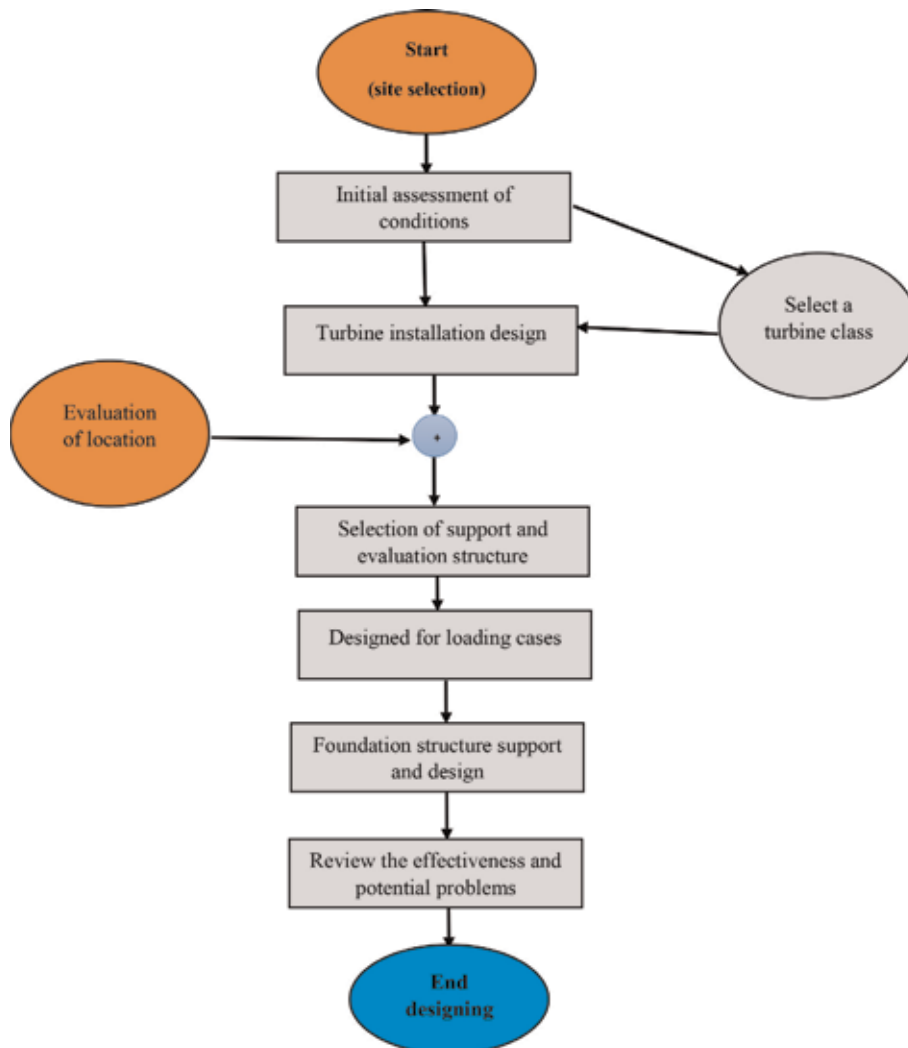 Start
(site selection)
Initial assessment of
conditions
Select a
turbine class
Turbine installation design
Evaluation
of location
+
Selection of support and
evaluation structure
Designed for loading cases
Foundation structure support
and design
Review the effectiveness and
potential problems
End
designing